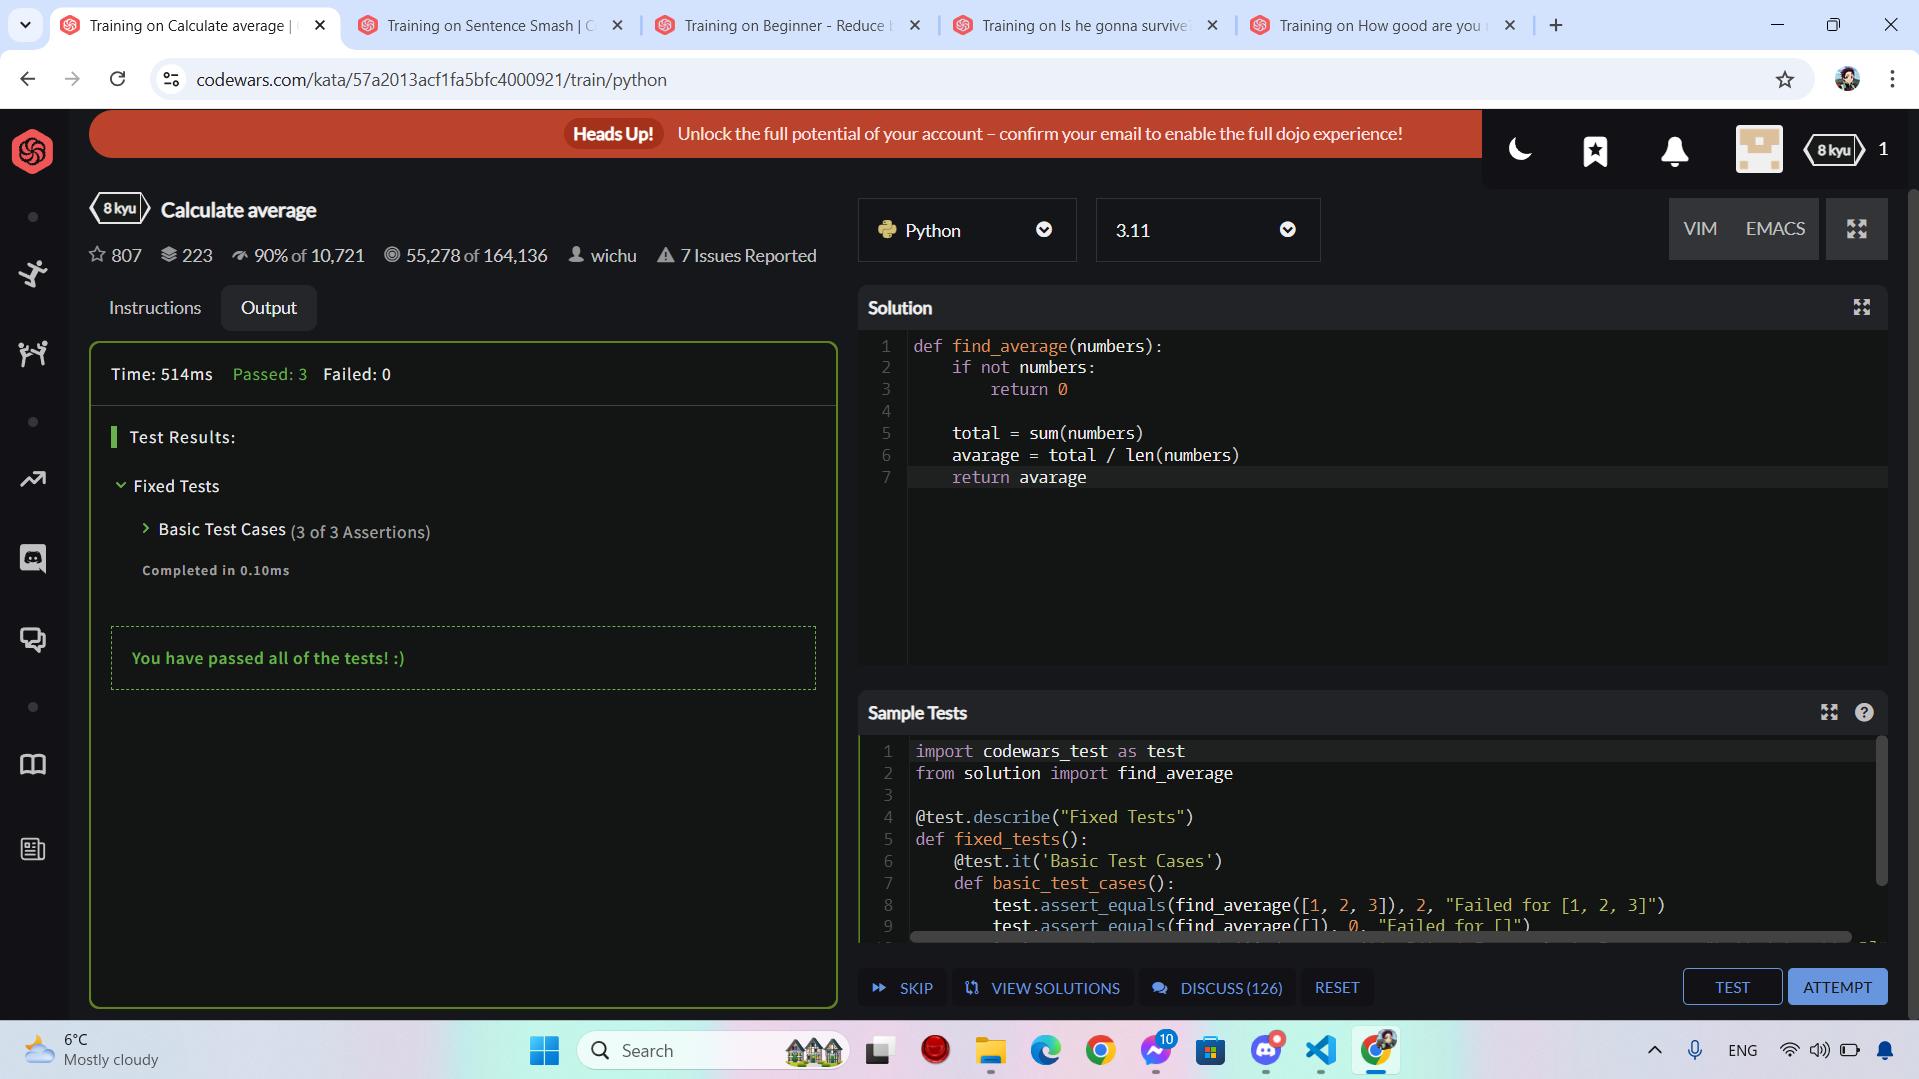 Training on Calculate average |
Training on Sentence Smash | C
Training on Beginner - Reduce b
Training on Is he gonna survive?
Training on How good are you r
codewars.com/kata/57a2013acf1fa5bfc4000921/train/python
Heads Up! Unlock the full potential of your account – confirm your email to enable the full dojo experience!
8 kyu 1
8 kyu Calculate average
807 223 90% of 10,721 55,278 of 164,136 wichu 7 Issues Reported
Python 3.11 VIM EMACS
Instructions Output
Time: 514ms Passed: 3 Failed: 0
Test Results:
Fixed Tests
Basic Test Cases (3 of 3 Assertions)
Completed in 0.10ms
You have passed all of the tests! :)
Solution
1 def find_average(numbers):
2 if not numbers:
3 return 0
4
5 total = sum(numbers)
6 avarage = total / len(numbers)
7 return avarage
Sample Tests
1 import codewars_test as test
2 from solution import find_average
3
4 @test.describe("Fixed Tests")
5 def fixed_tests():
6 @test.it('Basic Test Cases')
7 def basic_test_cases():
8 test.assert_equals(find_average([1, 2, 3]), 2, "Failed for [1, 2, 3]")
9 test.assert_equals(find_average([]), 0, "Failed for []")
SKIP VIEW SOLUTIONS DISCUSS (126) RESET TEST ATTEMPT
6°C
Mostly cloudy
Search
10
ENG